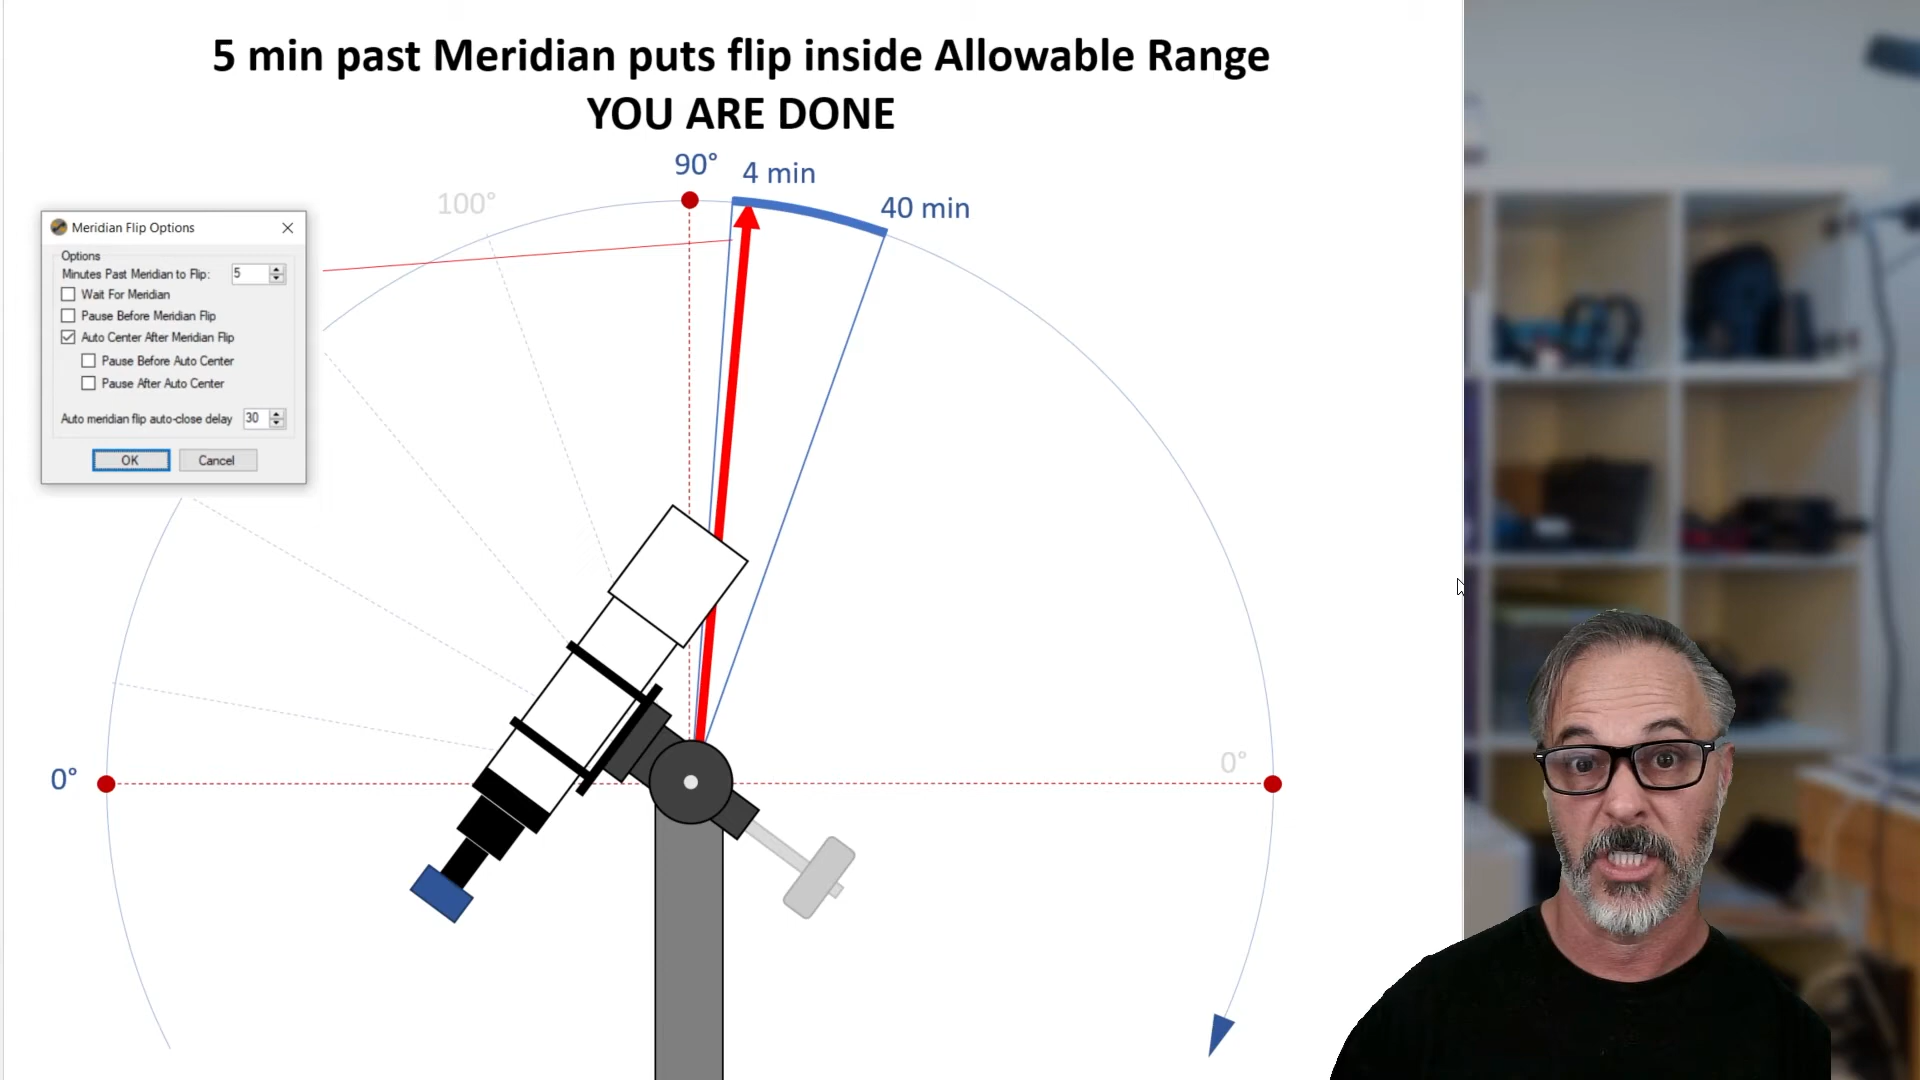 5 min past Meridian puts flip inside Allowable Range
YOU ARE DONE
90°
4 min
100°
40 min
Meridian Flip Options
Options
Minutes Past Meridian to Flip: 5
Wait For Meridian
Pause Before Meridian Flip
Auto Center After Meridian Flip
Pause Before Auto Center
Pause After Auto Center
Auto meridian flip auto-close delay 30
OK Cancel
0°
0°